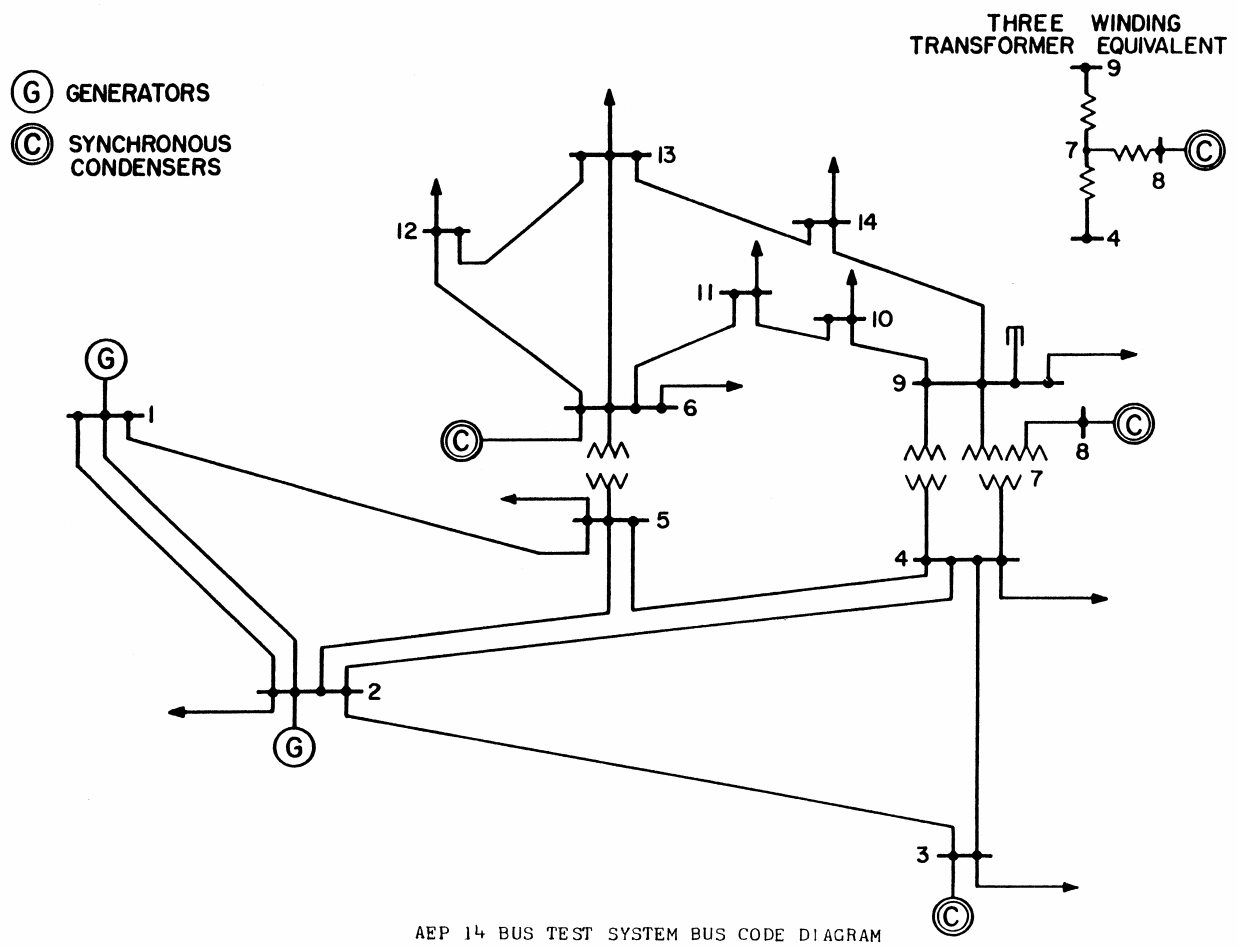 THREE WINDING
TRANSFORMER EQUIVALENT
9
7
C
8
4
G GENERATORS
C SYNCHRONOUS
CONDENSERS
13
12
14
11
10
G
1
9
6
C
C
8
7
5
4
2
G
3
C
AEP 14 BUS TEST SYSTEM BUS CODE DIAGRAM